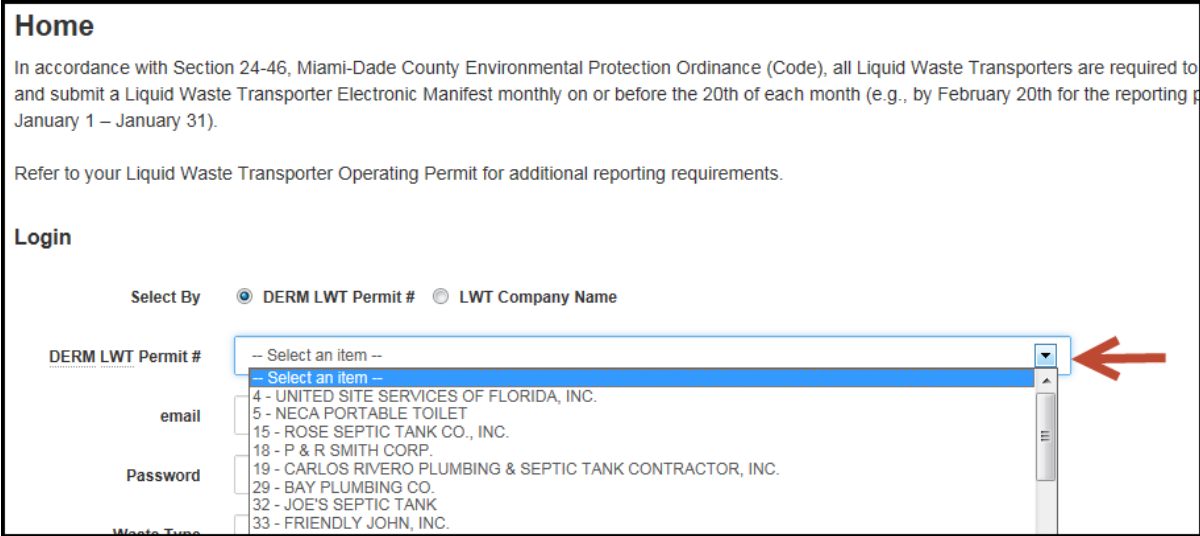 Home
In accordance with Section 24-46, Miami-Dade County Environmental Protection Ordinance (Code), all Liquid Waste Transporters are required to
and submit a Liquid Waste Transporter Electronic Manifest monthly on or before the 20th of each month (e.g., by February 20th for the reporting
January 1 – January 31).
Refer to your Liquid Waste Transporter Operating Permit for additional reporting requirements.
Login
Select By DERM LWT Permit # LWT Company Name
DERM LWT Permit # -- Select an item --
-- Select an item --
4 - UNITED SITE SERVICES OF FLORIDA, INC.
email 5 - NECA PORTABLE TOILET
15 - ROSE SEPTIC TANK CO., INC.
18 - P & R SMITH CORP.
Password 19 - CARLOS RIVERO PLUMBING & SEPTIC TANK CONTRACTOR, INC.
29 - BAY PLUMBING CO.
32 - JOE'S SEPTIC TANK
Waste Type 33 - FRIENDLY JOHN, INC.